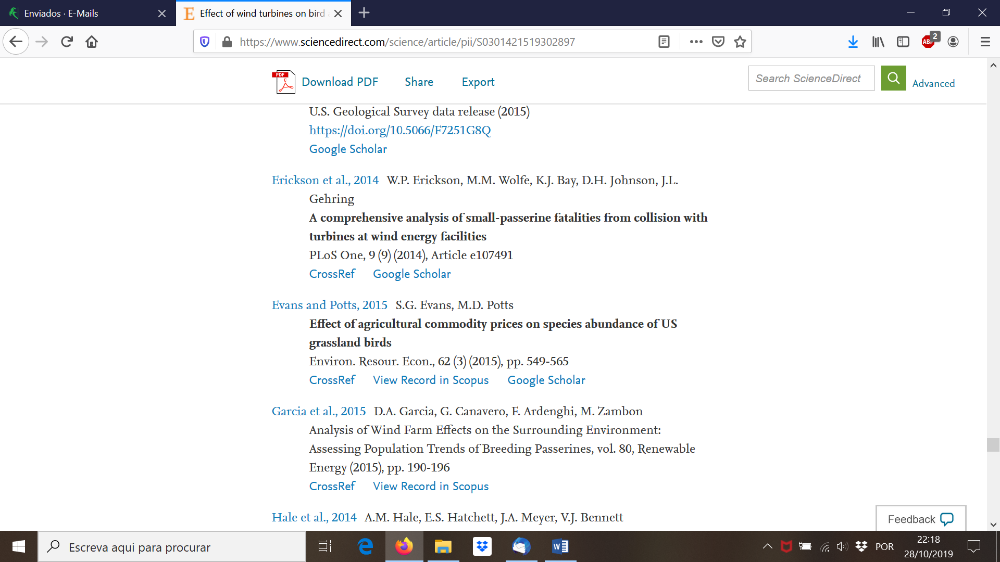 Enviados · E-Mails
Effect of wind turbines on bird
https://www.sciencedirect.com/science/article/pii/S0301421519302897
ABP
2
PDF
Download PDF
Share
Export
Search ScienceDirect
Advanced
U.S. Geological Survey data release (2015)
https://doi.org/10.5066/F7251G8Q
Google Scholar
Erickson et al., 2014 W.P. Erickson, M.M. Wolfe, K.J. Bay, D.H. Johnson, J.L.
Gehring
A comprehensive analysis of small-passerine fatalities from collision with
turbines at wind energy facilities
PLoS One, 9 (9) (2014), Article e107491
CrossRef Google Scholar
Evans and Potts, 2015 S.G. Evans, M.D. Potts
Effect of agricultural commodity prices on species abundance of US
grassland birds
Environ. Resour. Econ., 62 (3) (2015), pp. 549-565
CrossRef View Record in Scopus Google Scholar
Garcia et al., 2015 D.A. Garcia, G. Canavero, F. Ardenghi, M. Zambon
Analysis of Wind Farm Effects on the Surrounding Environment:
Assessing Population Trends of Breeding Passerines, vol. 80, Renewable
Energy (2015), pp. 190-196
CrossRef View Record in Scopus
Hale et al., 2014 A.M. Hale, E.S. Hatchett, J.A. Meyer, V.J. Bennett
Feedback
Escreva aqui para procurar
POR
22:18
28/10/2019